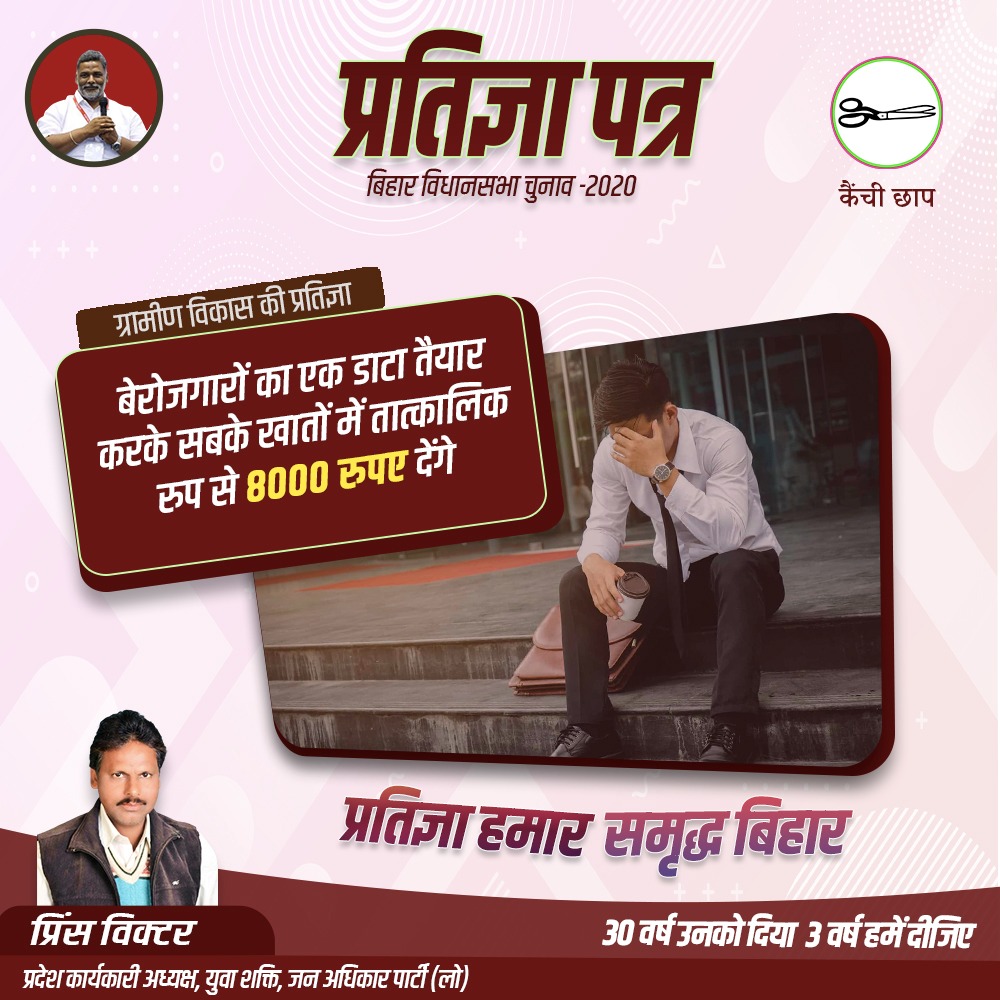 प्रतिज्ञा पत्र
बिहार विधानसभा चुनाव -2020
कैंची छाप
ग्रामीण विकास की प्रतिज्ञा
बेरोजगारों का एक डाटा तैयार
करके सबके खातों में तात्कालिक
रुप से 8000 रुपए देंगे
प्रतिज्ञा हमार समृद्ध बिहार
प्रिंस विक्टर
30 वर्ष उनको दिया 3 वर्ष हमें दीजिए
प्रदेश कार्यकारी अध्यक्ष, युवा शक्ति, जन अधिकार पार्टी (लो)